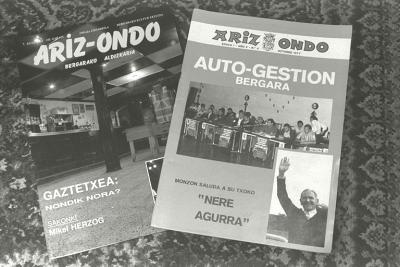 ARIZ-ONDO
BERGARAKO ALDIZKARIA
GAZTETXEA:
NONDIK NORA?
SAKONKI
Mikel HERZOG
ARIZ ONDO
AUTO-GESTION
BERGARA
MONZON SALUDA A SU TXOKO
"NERE
AGURRA"